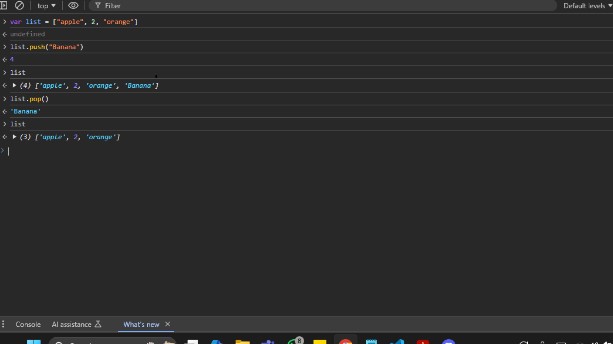 top ▼ Filter Default levels ▼
> var list = ["apple", 2, "orange"]
undefined
> list.push("Banana")
4
> list
▶ (4) ['apple', 2, 'orange', 'Banana']
> list.pop()
'Banana'
> list
▶ (3) ['apple', 2, 'orange']
>
Console AI assistance What's new ×
8